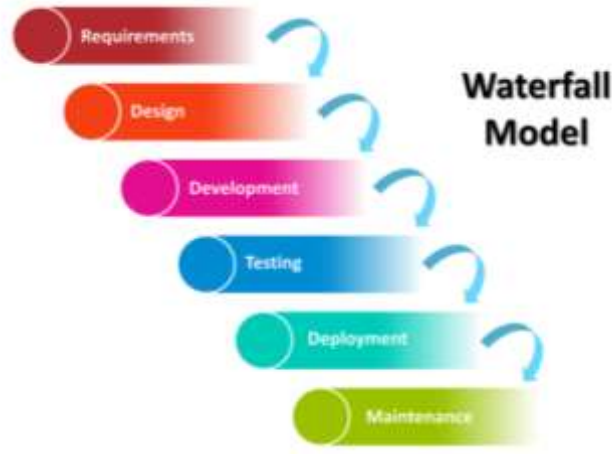 Requirements
Waterfall
Model
Design
Development
Testing
Deployment
Maintenance